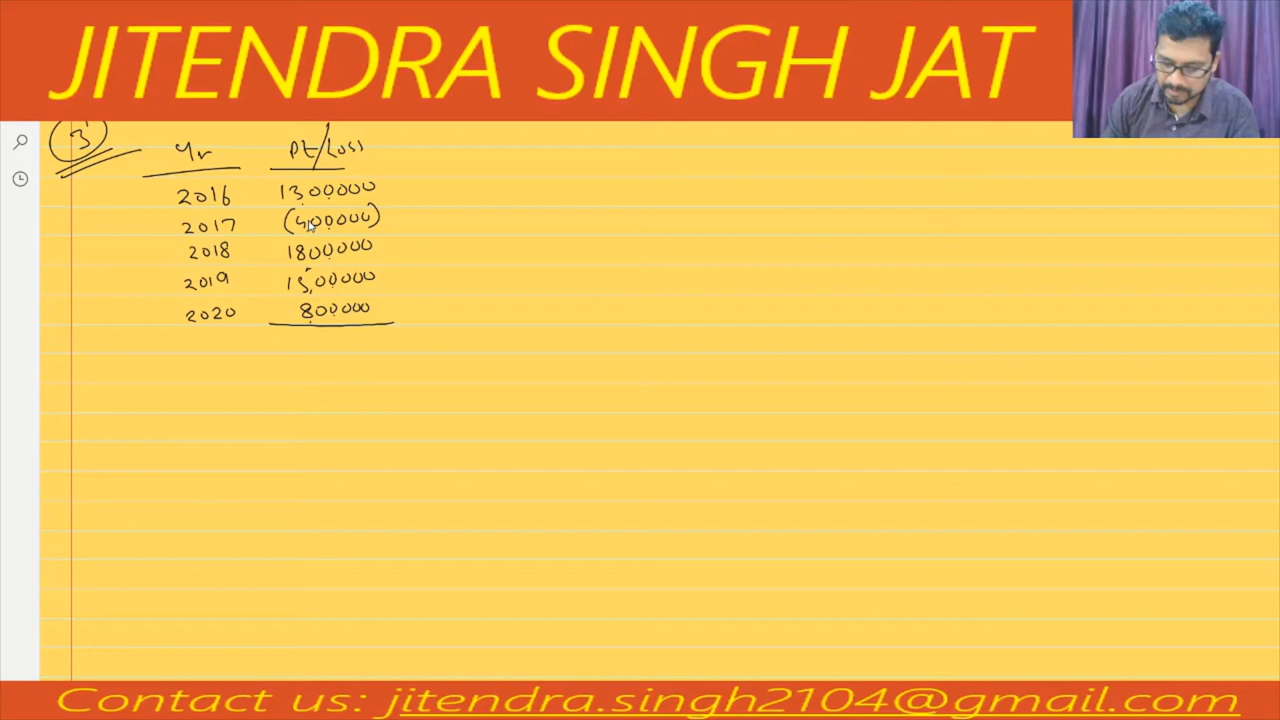 JITENDRA SINGH JAT
3
Yr Pt/Loss
2016 1300000
2017
2018 1800000
2019 1500000
2020 800000
Contact us: jitendra.singh2104@gmail.com